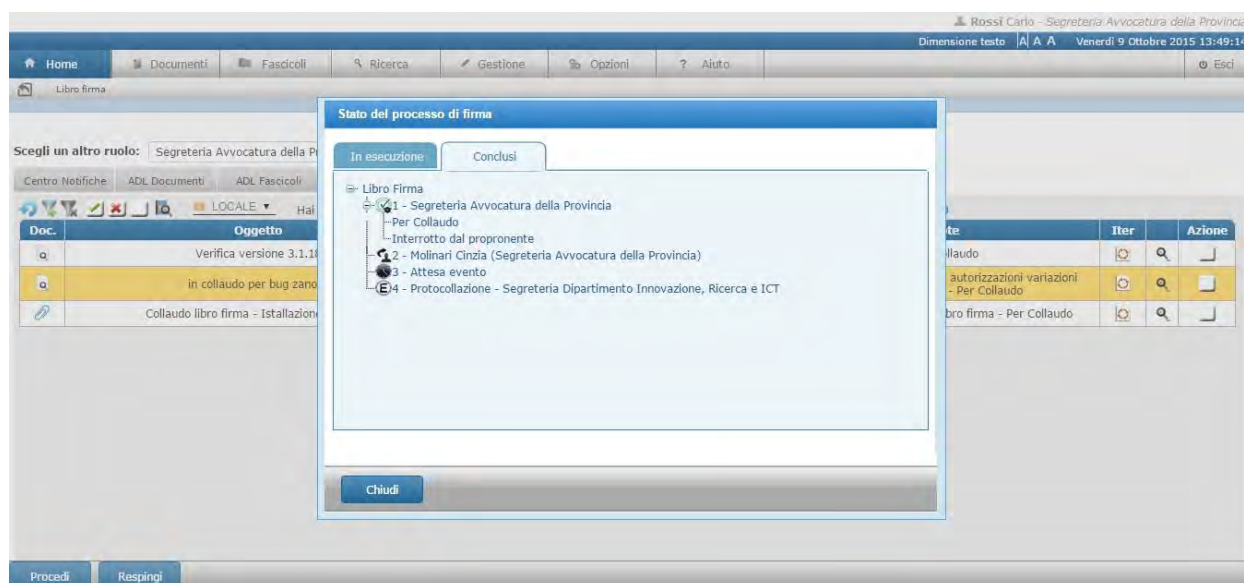 Rossi Carlo - Segreteria Avvocatura della Provincia
Dimensione testo A A A Venerdì 9 Ottobre 2015 13:49:14
Home Documenti Fascicoli Ricerca Gestione Opzioni ? Aiuto Esci
Libro firma
Stato del processo di firma
Scegli un altro ruolo: Segreteria Avvocatura della P
In esecuzione Conclusi
Centro Notifiche ADL Documenti ADL Fascicoli
Libro Firma
1 - Segreteria Avvocatura della Provincia
LOCALE Hai
Per Collaudo
Doc. Oggetto Iter Azione
Interrotto dal propronente
Verifica versione 3.1.18
2 - Molinari Cinzia (Segreteria Avvocatura della Provincia)
3 - Attesa evento
in collaudo per bug zano
autorizzazioni variazioni
- Per Collaudo
E 4 - Protocollazione - Segreteria Dipartimento Innovazione, Ricerca e ICT
Collaudo libro firma - Istallazion
bro firma - Per Collaudo
Chiudi
Procedi Respingi